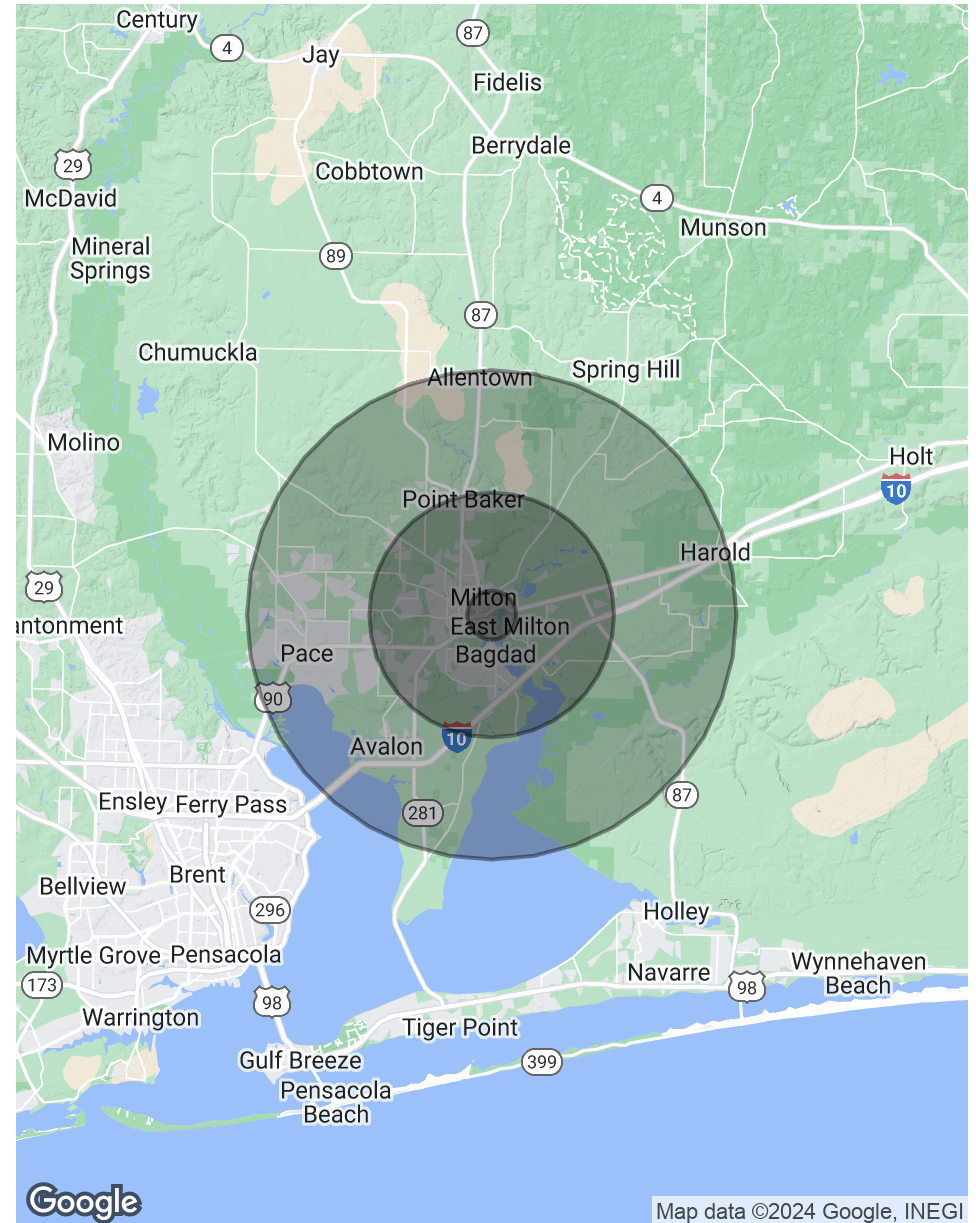 Century
87
4
Jay
Fidelis
Berrydale
29
Cobbtown
4
McDavid
Munson
Mineral
Springs
89
87
Chumuckla
Spring Hill
Allentown
Molino
Holt
10
Point Baker
Harold
29
Milton
antonment
East Milton
Pace
Bagdad
90
10
Avalon
87
Ensley
Ferry Pass
281
Brent
Bellview
296
Holley
Myrtle Grove
Pensacola
Wynnehaven
Beach
Navarre
173
98
98
Warrington
Tiger Point
Gulf Breeze
399
Pensacola
Beach
Google
Map data ©2024 Google, INEGI